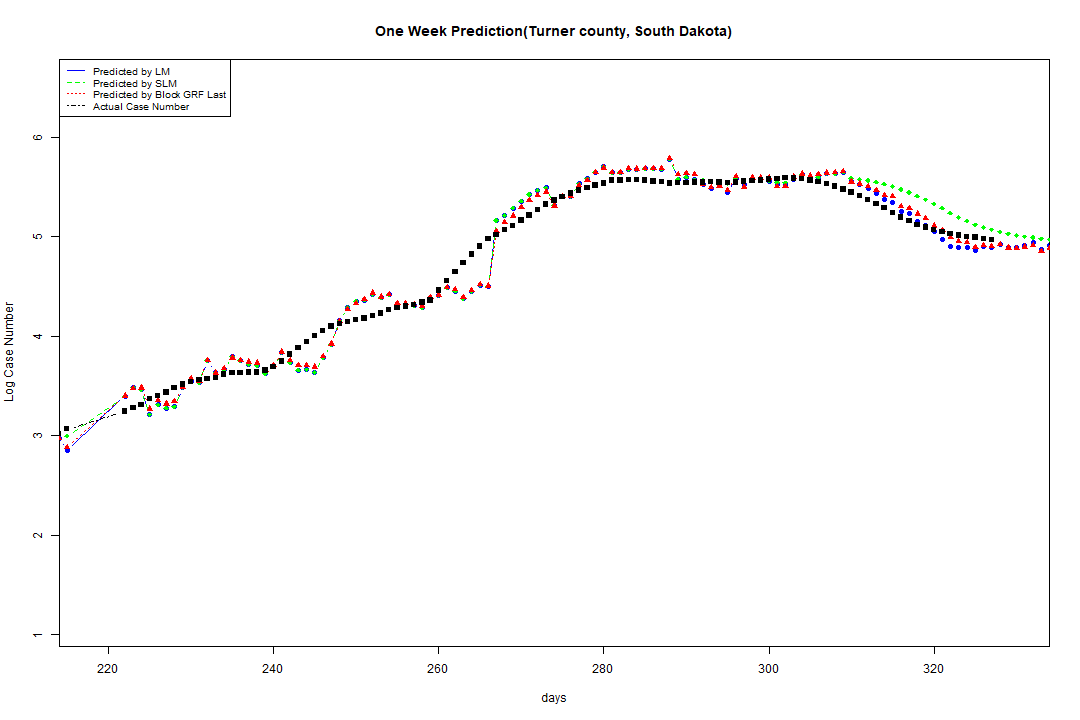 One Week Prediction(Turner county, South Dakota)
Predicted by LM
Predicted by SLM
Predicted by Block GRF Last
Actual Case Number
6
5
4
3
2
1
Log Case Number
220 240 260 280 300 320
days